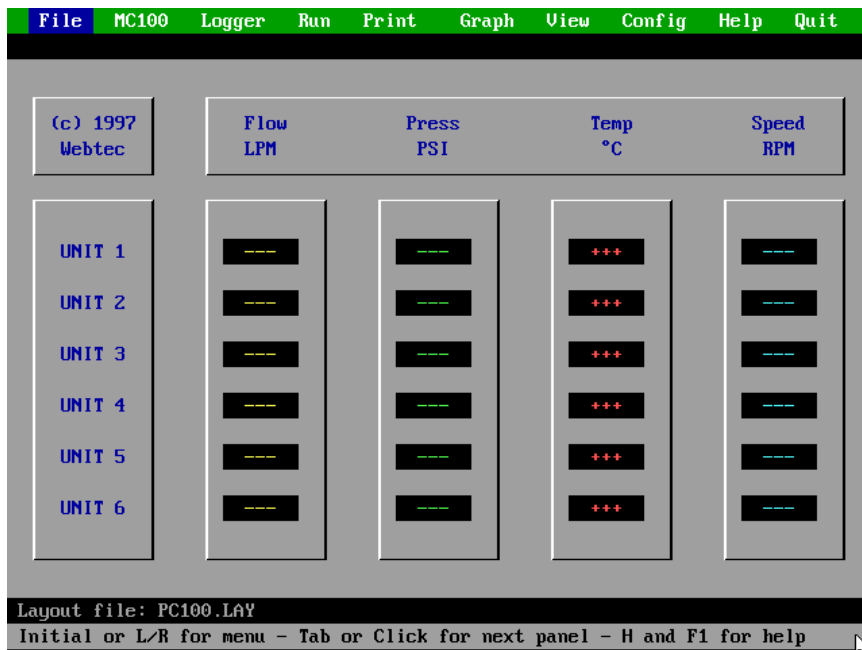 File MC100 Logger Run Print Graph View Config Help Quit
(c) 1997 Flow Press Temp Speed
Webtec LPM PSI °C RPM
UNIT 1 --- --- +++ ---
UNIT 2 --- --- +++ ---
UNIT 3 --- --- +++ ---
UNIT 4 --- --- +++ ---
UNIT 5 --- --- +++ ---
UNIT 6 --- --- +++ ---
Layout file: PC100.LAY
Initial or L/R for menu - Tab or Click for next panel - H and F1 for help